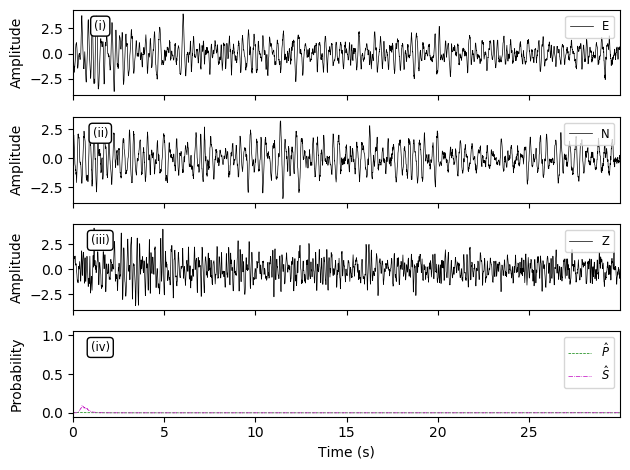 (i)
E
Amplitude
2.5
0.0
−2.5
(ii)
N
Amplitude
2.5
0.0
−2.5
(iii)
Z
Amplitude
2.5
0.0
−2.5
(iv)
P̂
Ŝ
Probability
1.0
0.5
0.0
0 5 10 15 20 25
Time (s)